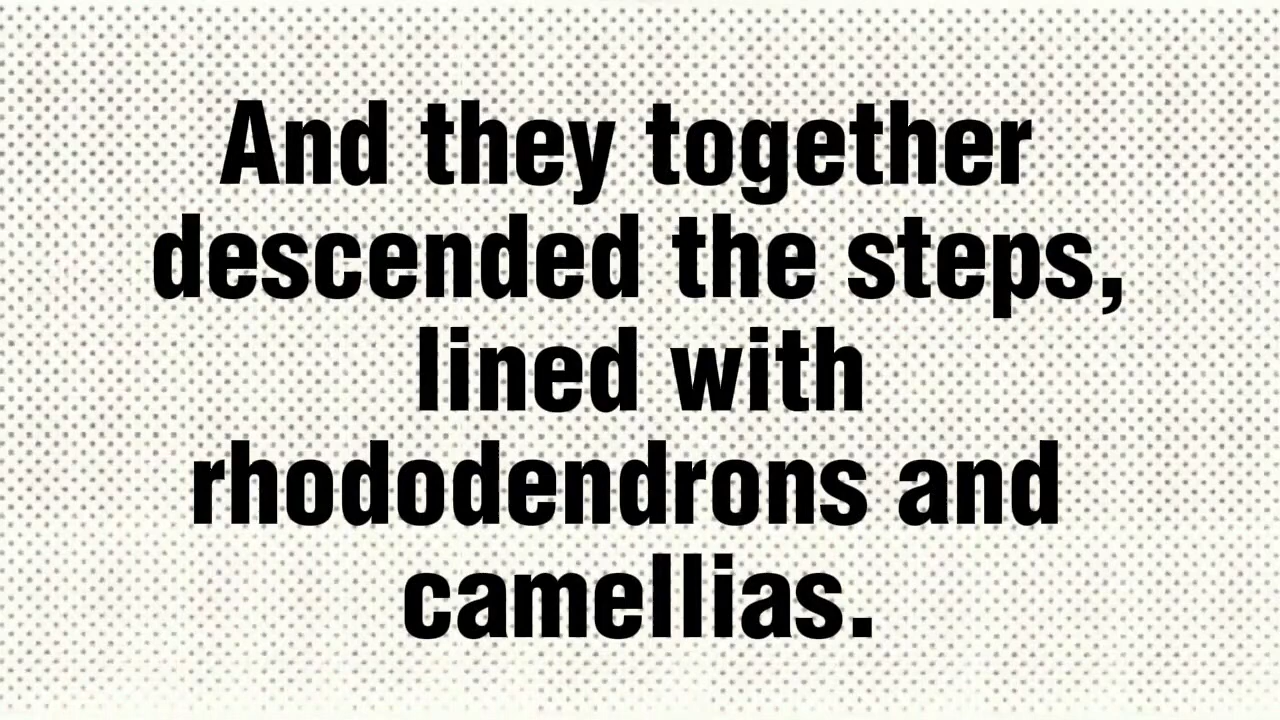 And they together
descended the steps,
lined with
rhododendrons and
camellias.